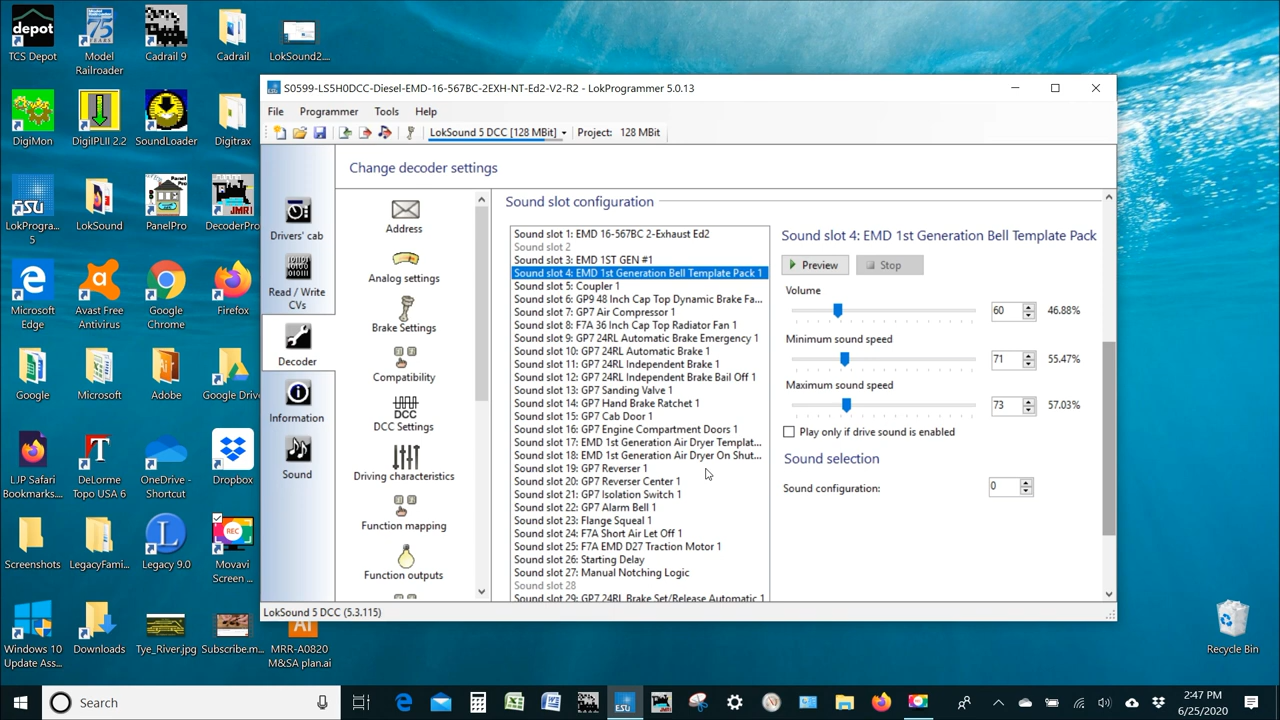 depot
TCS Depot
Model
Railroader
Cadrail 9
Cadrail
LokSound2....
DigiMon
DigiIPLII 2.2
SoundLoader
Digitrax
LokProgra...
5
LokSound
PanelPro
DecoderPro
Microsoft
Edge
Avast Free
Antivirus
Google
Chrome
Firefox
Google
Microsoft
Adobe
Google Drive
LJP Safari
Bookmarks....
DeLorme
Topo USA 6
OneDrive -
Shortcut
Dropbox
Screenshots
LegacyFami...
Legacy 9.0
Movavi
Screen ...
Windows 10
Update Ass...
Downloads
Tye_River.jpg
Subscribe.m...
MRR-A0820
M&SA plan.ai
Recycle Bin
S0599-LS5H0DCC-Diesel-EMD-16-567BC-2EXH-NT-Ed2-V2-R2 - LokProgrammer 5.0.13
File Programmer Tools Help
LokSound 5 DCC [128 MBit] Project: 128 MBit
Change decoder settings
Drivers' cab
Read / Write
CVs
Decoder
Information
Sound
Address
Analog settings
Brake Settings
Compatibility
DCC
DCC Settings
Driving characteristics
Function mapping
Function outputs
Sound slot configuration
Sound slot 1: EMD 16-567BC 2-Exhaust Ed2
Sound slot 2
Sound slot 3: EMD 1ST GEN #1
Sound slot 4: EMD 1st Generation Bell Template Pack 1
Sound slot 5: Coupler 1
Sound slot 6: GP9 48 Inch Cap Top Dynamic Brake Fa...
Sound slot 7: GP7 Air Compressor 1
Sound slot 8: F7A 36 Inch Cap Top Radiator Fan 1
Sound slot 9: GP7 24RL Automatic Brake Emergency 1
Sound slot 10: GP7 24RL Automatic Brake 1
Sound slot 11: GP7 24RL Independent Brake 1
Sound slot 12: GP7 24RL Independent Brake Bail Off 1
Sound slot 13: GP7 Sanding Valve 1
Sound slot 14: GP7 Hand Brake Ratchet 1
Sound slot 15: GP7 Cab Door 1
Sound slot 16: GP7 Engine Compartment Doors 1
Sound slot 17: EMD 1st Generation Air Dryer Templat...
Sound slot 18: EMD 1st Generation Air Dryer On Shut...
Sound slot 19: GP7 Reverser 1
Sound slot 20: GP7 Reverser Center 1
Sound slot 21: GP7 Isolation Switch 1
Sound slot 22: GP7 Alarm Bell 1
Sound slot 23: Flange Squeal 1
Sound slot 24: F7A Short Air Let Off 1
Sound slot 25: F7A EMD D27 Traction Motor 1
Sound slot 26: Starting Delay
Sound slot 27: Manual Notching Logic
Sound slot 28
Sound slot 29: GP7 24RL Brake Set/Release Automatic 1
Sound slot 4: EMD 1st Generation Bell Template Pack
Preview Stop
Volume
60 46.88%
Minimum sound speed
71 55.47%
Maximum sound speed
73 57.03%
Play only if drive sound is enabled
Sound selection
Sound configuration: 0
LokSound 5 DCC (5.3.115)
Search
2:47 PM
6/25/2020